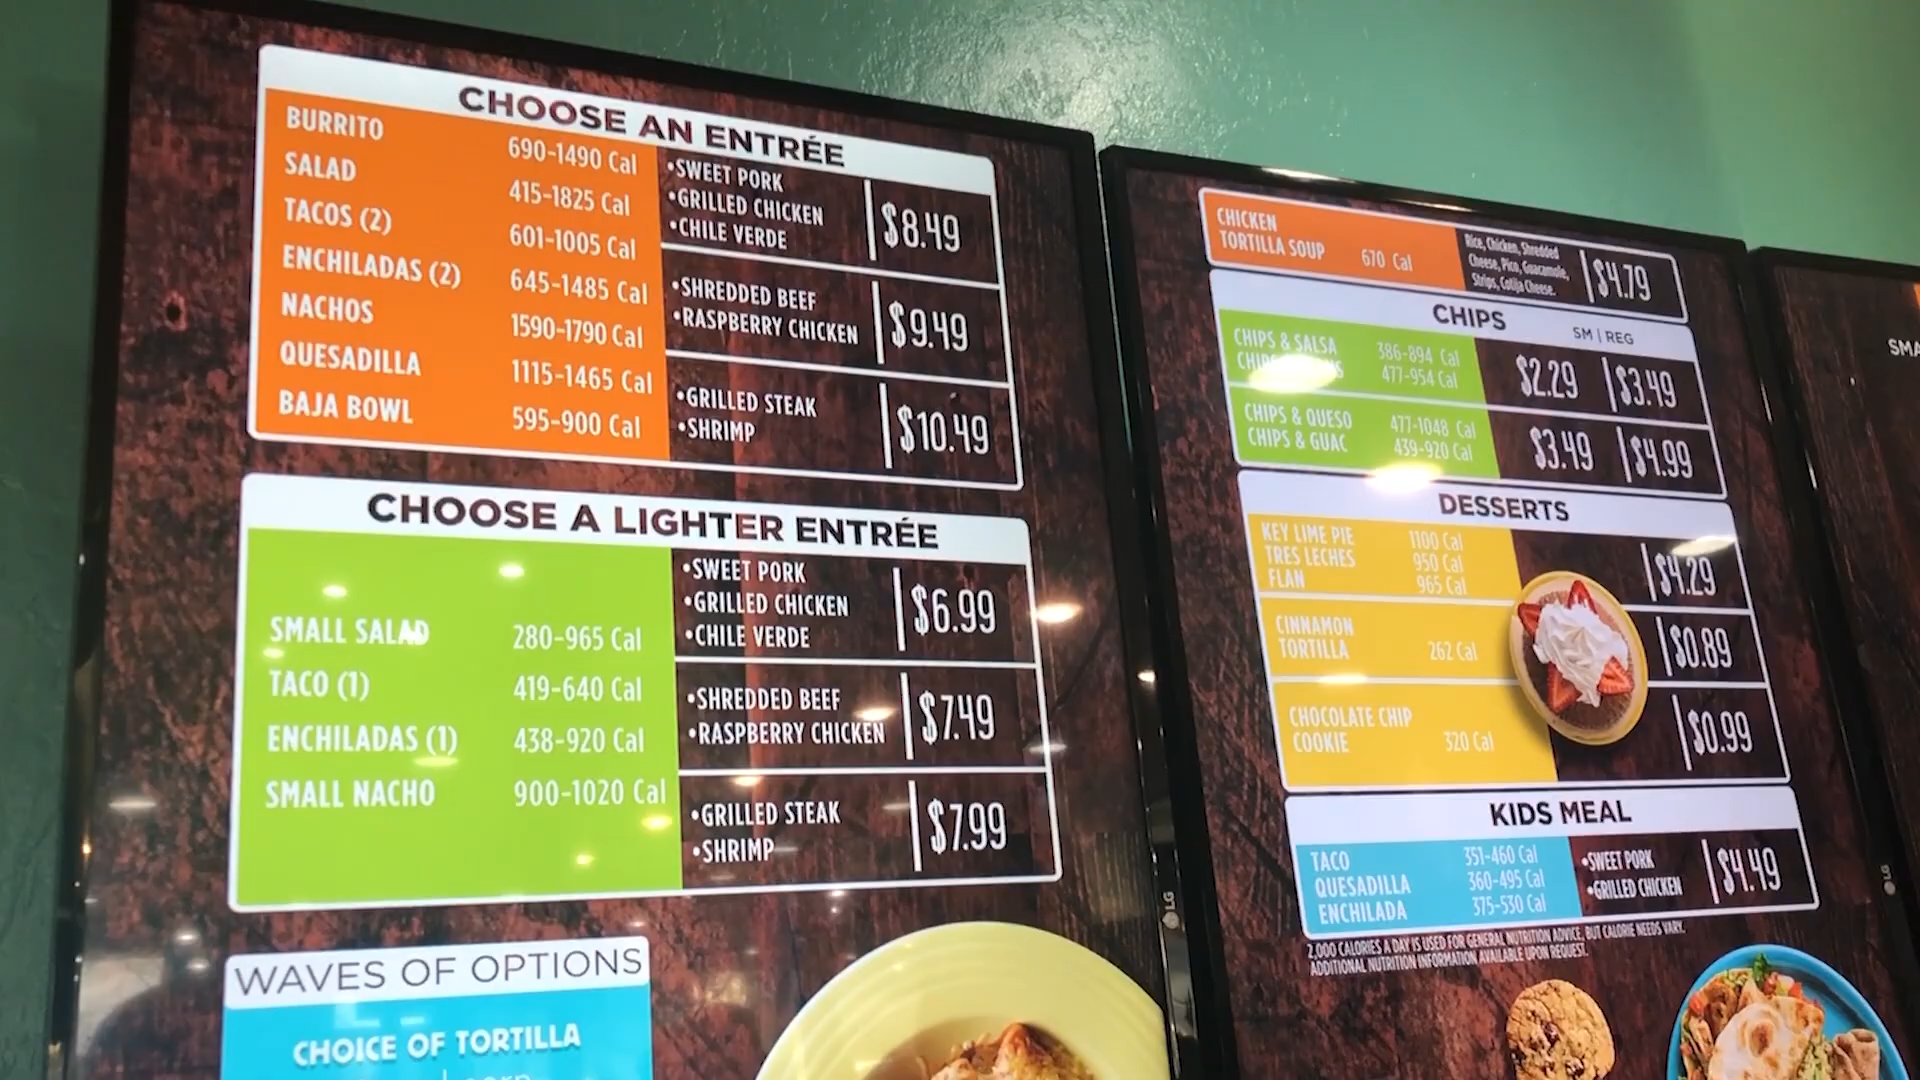 CHOOSE AN ENTRÉE
BURRITO 690-1490 Cal
SALAD 415-1825 Cal
TACOS (2) 601-1005 Cal
ENCHILADAS (2) 645-1485 Cal
NACHOS 1590-1790 Cal
QUESADILLA 1115-1465 Cal
BAJA BOWL 595-900 Cal
•SWEET PORK
•GRILLED CHICKEN
•CHILE VERDE
$8.49
•SHREDDED BEEF
•RASPBERRY CHICKEN
$9.49
•GRILLED STEAK
•SHRIMP
$10.49
CHOOSE A LIGHTER ENTRÉE
SMALL SALAD 280-965 Cal
TACO (1) 419-640 Cal
ENCHILADAS (1) 438-920 Cal
SMALL NACHO 900-1020 Cal
•SWEET PORK
•GRILLED CHICKEN
•CHILE VERDE
$6.99
•SHREDDED BEEF
•RASPBERRY CHICKEN
$7.49
•GRILLED STEAK
•SHRIMP
$7.99
WAVES OF OPTIONS
CHOICE OF TORTILLA
corn
LG
CHICKEN
TORTILLA SOUP 670 Cal
Rice, Chicken, Shredded
Cheese, Pico, Guacamole,
Strips, Cotija Cheese.
$4.79
CHIPS
SM | REG
CHIPS & SALSA 386-894 Cal
477-954 Cal
$2.29 $3.49
CHIPS & QUESO 477-1048 Cal
CHIPS & GUAC 439-920 Cal
$3.49 $4.99
DESSERTS
KEY LIME PIE 1100 Cal
TRES LECHES 950 Cal
FLAN 965 Cal
$4.29
CINNAMON
TORTILLA 262 Cal
$0.89
CHOCOLATE CHIP
COOKIE 320 Cal
$0.99
KIDS MEAL
TACO 351-460 Cal
QUESADILLA 360-495 Cal
ENCHILADA 375-530 Cal
•SWEET PORK
•GRILLED CHICKEN
$4.49
2,000 CALORIES A DAY IS USED FOR GENERAL NUTRITION ADVICE, BUT CALORIE NEEDS VARY.
ADDITIONAL NUTRITION INFORMATION AVAILABLE UPON REQUEST.
LG
SMA